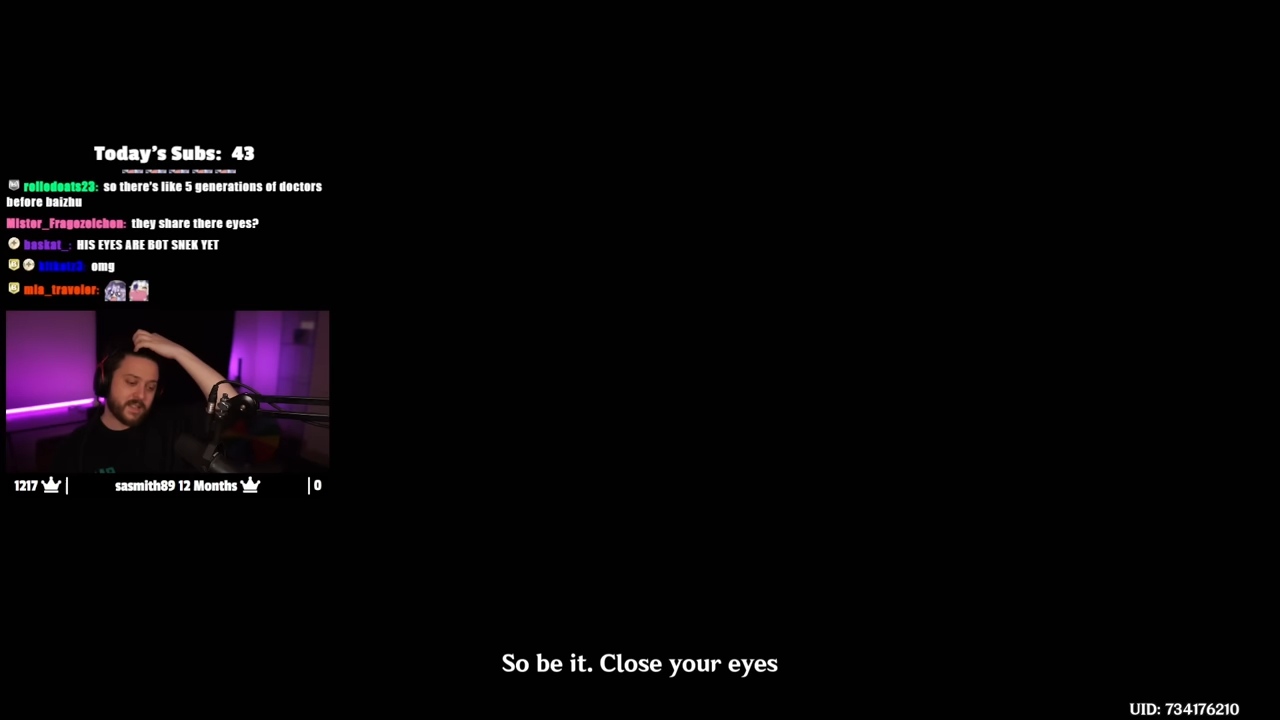 Today's Subs: 43
rolledoats23: so there's like 5 generations of doctors
before baizhu
Mister_Fragezeichen: they share there eyes?
baskat_: HIS EYES ARE BOT SNEK YET
omg
mia_traveler:
1217
sasmith89 12 Months
0
So be it. Close your eyes
UID: 734176210